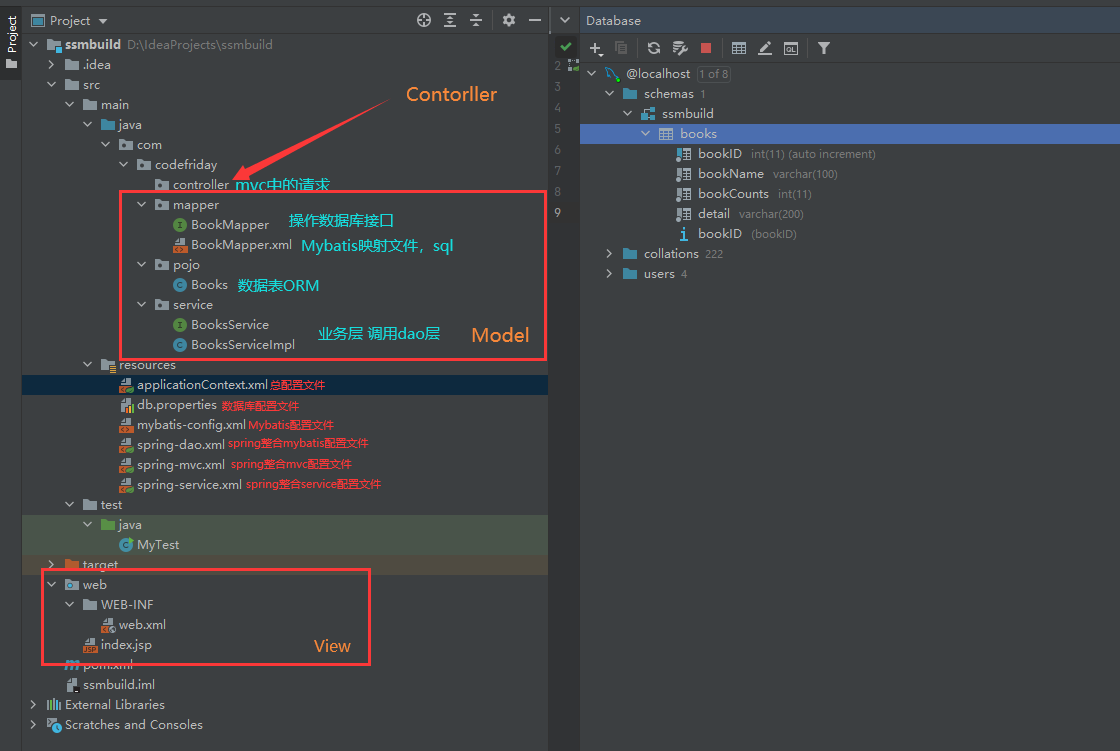 Project
Project
ssmbuild D:\IdeaProjects\ssmbuild
.idea
src
main
java
com
codefriday
controller mvc中的请求
Contorller
mapper
BookMapper 操作数据库接口
BookMapper.xml Mybatis映射文件，sql
pojo
Books 数据表ORM
service
BooksService
BooksServiceImpl
业务层 调用dao层 Model
resources
applicationContext.xml 总配置文件
db.properties 数据库配置文件
mybatis-config.xml Mybatis配置文件
spring-dao.xml spring整合mybatis配置文件
spring-mvc.xml spring整合mvc配置文件
spring-service.xml spring整合service配置文件
test
java
MyTest
target
web
WEB-INF
web.xml
index.jsp
View
pom.xml
ssmbuild.iml
External Libraries
Scratches and Consoles
2
3
4
5
6
7
8
9
Database
QL
@localhost 1 of 8
schemas 1
ssmbuild
books
bookID int(11) (auto increment)
bookName varchar(100)
bookCounts int(11)
detail varchar(200)
bookID (bookID)
collations 222
users 4